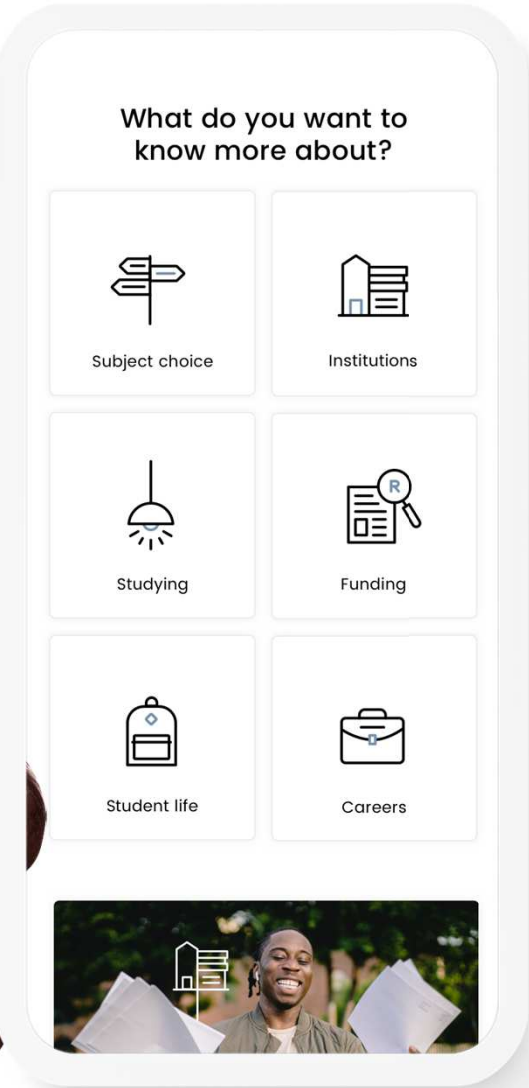 What do you want to
know more about?
Subject choice
Institutions
Studying
R
Funding
Student life
Careers